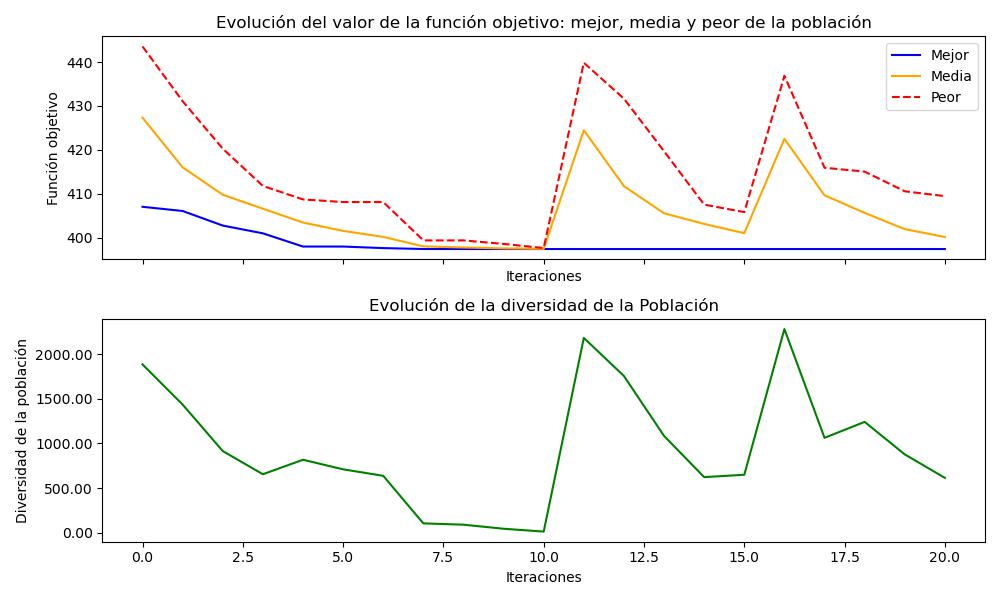 Evolución del valor de la función objetivo: mejor, media y peor de la población
Función objetivo
440
430
420
410
400
Mejor
Media
Peor
Iteraciones
Evolución de la diversidad de la Población
Diversidad de la población
2000.00
1500.00
1000.00
500.00
0.00
0.0 2.5 5.0 7.5 10.0 12.5 15.0 17.5 20.0
Iteraciones